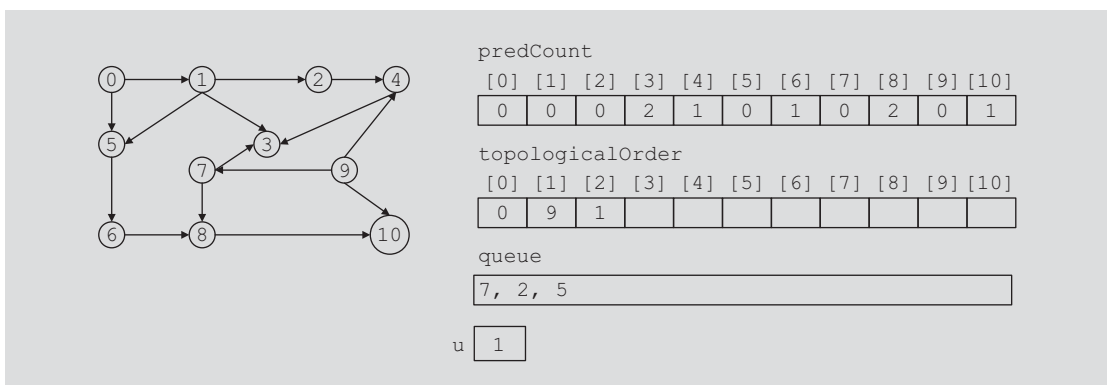 0 1 2 4
5 3
7 9
6 8 10
predCount
[0] [1] [2] [3] [4] [5] [6] [7] [8] [9] [10]
0 0 0 2 1 0 1 0 2 0 1
topologicalOrder
[0] [1] [2] [3] [4] [5] [6] [7] [8] [9] [10]
0 9 1
queue
7, 2, 5
u 1